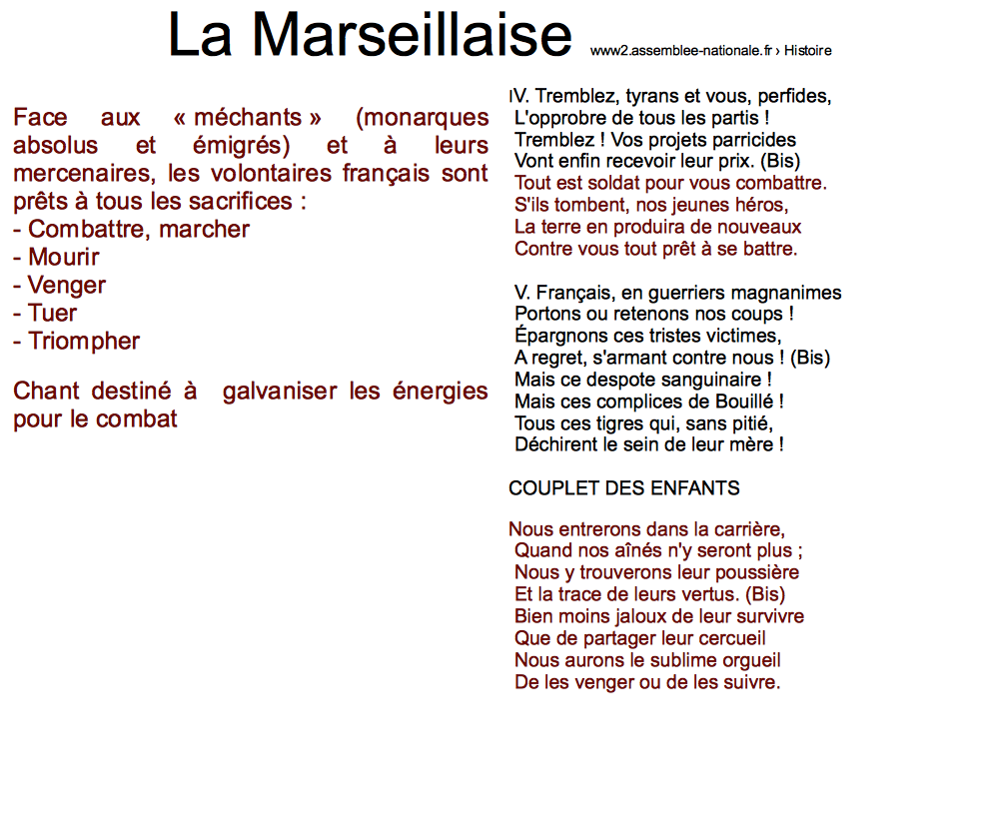 La Marseillaise www2.assemblee-nationale.fr › Histoire
Face aux « méchants » (monarques
absolus et émigrés) et à leurs
mercenaires, les volontaires français sont
prêts à tous les sacrifices :
- Combattre, marcher
- Mourir
- Venger
- Tuer
- Triompher
Chant destiné à galvaniser les énergies
pour le combat
IV. Tremblez, tyrans et vous, perfides,
L'opprobre de tous les partis !
Tremblez ! Vos projets parricides
Vont enfin recevoir leur prix. (Bis)
Tout est soldat pour vous combattre.
S'ils tombent, nos jeunes héros,
La terre en produira de nouveaux
Contre vous tout prêt à se battre.
V. Français, en guerriers magnanimes
Portons ou retenons nos coups !
Épargnons ces tristes victimes,
A regret, s'armant contre nous ! (Bis)
Mais ce despote sanguinaire !
Mais ces complices de Bouillé !
Tous ces tigres qui, sans pitié,
Déchirent le sein de leur mère !
COUPLET DES ENFANTS
Nous entrerons dans la carrière,
Quand nos aînés n'y seront plus ;
Nous y trouverons leur poussière
Et la trace de leurs vertus. (Bis)
Bien moins jaloux de leur survivre
Que de partager leur cercueil
Nous aurons le sublime orgueil
De les venger ou de les suivre.